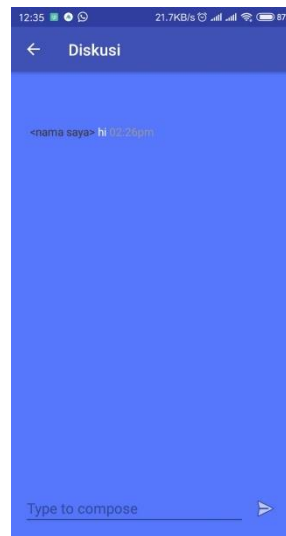 12:35 21.7KB/s 87
Diskusi
<nama saya> hi 02:26pm
Type to compose